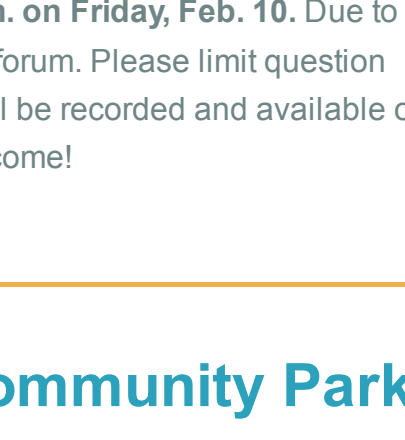 . on Friday, Feb. 10. Due to
forum. Please limit question
l be recorded and available
come!
ommunity Park